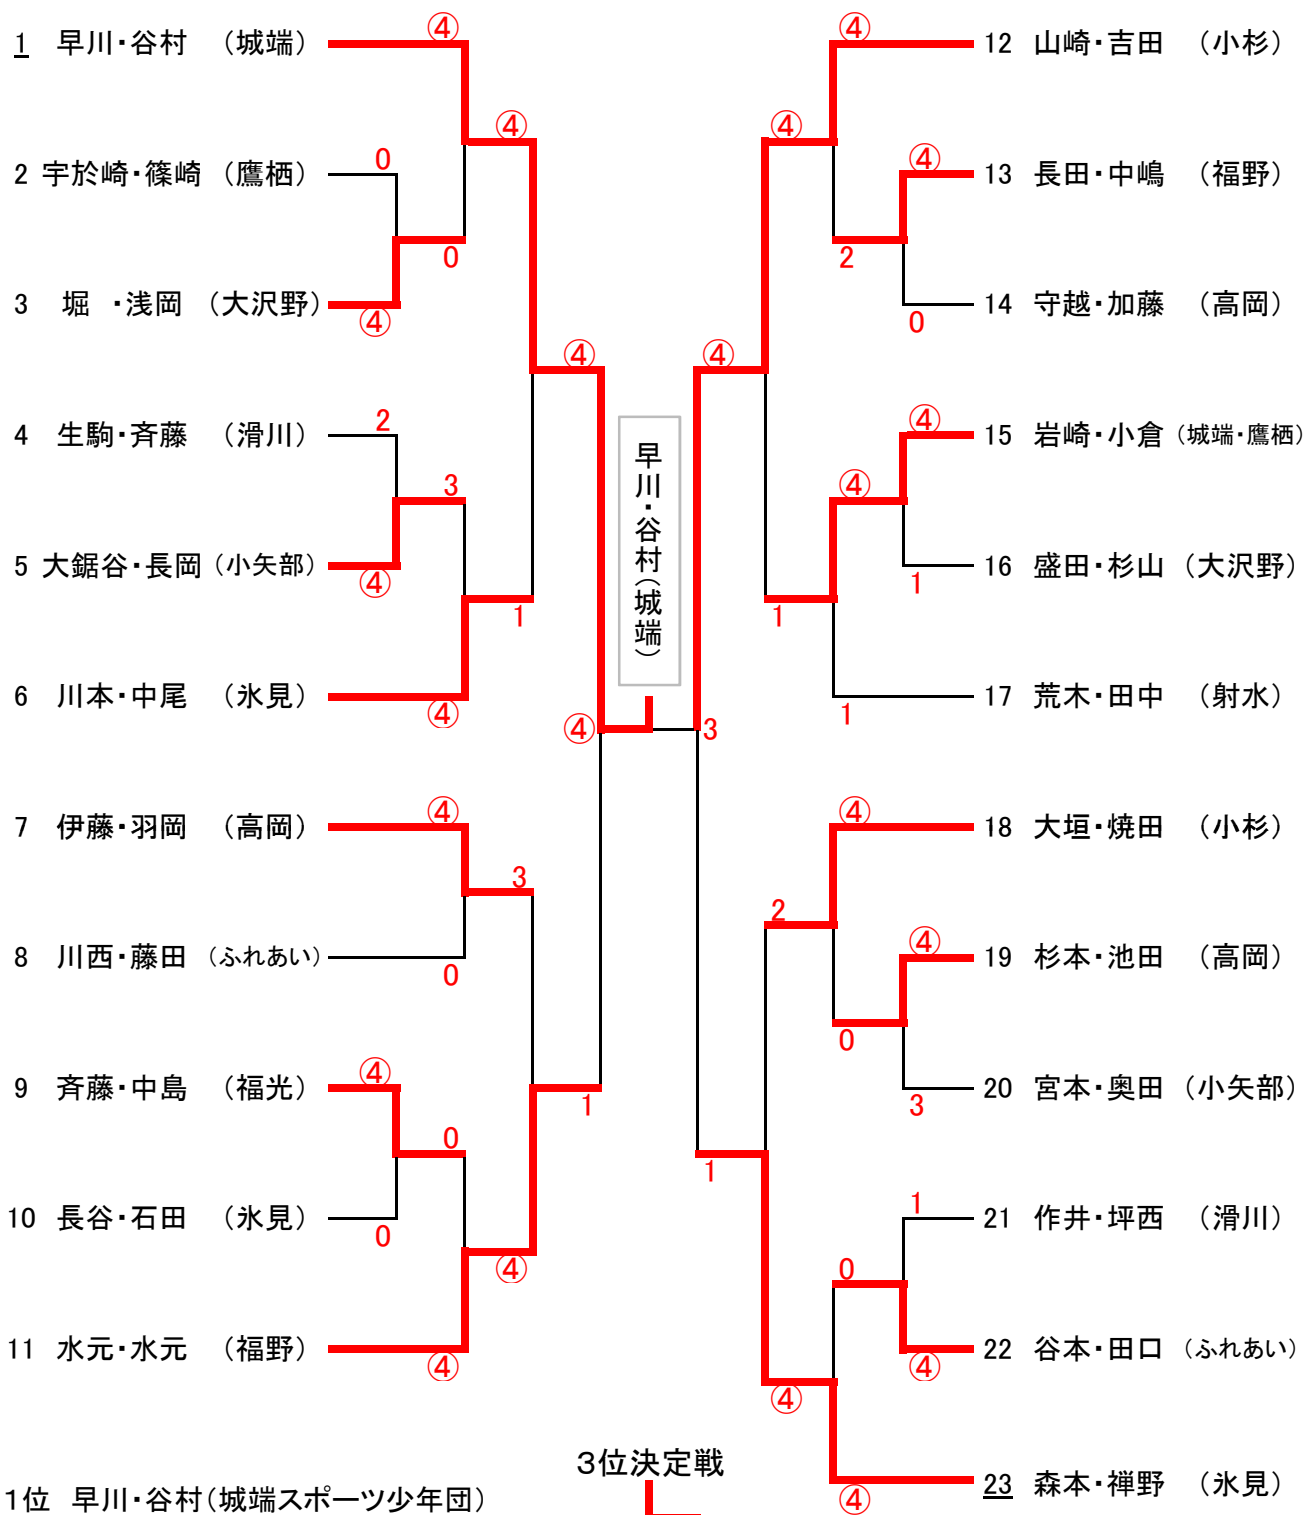 1 早川・谷村 （城端）
④
④
12 山崎・吉田 （小杉）
④
④
2 宇於崎・篠崎 （鷹栖）
0
④
13 長田・中嶋 （福野）
0
2
3 堀 ・浅岡 （大沢野）
④
0
14 守越・加藤 （高岡）
④
④
4 生駒・斉藤 （滑川）
2
④
15 岩崎・小倉 （城端・鷹栖）
3
④
早川・谷村（城端）
5 大鋸谷・長岡 （小矢部）
④
1
16 盛田・杉山 （大沢野）
1
1
6 川本・中尾 （氷見）
④
1
17 荒木・田中 （射水）
④
3
7 伊藤・羽岡 （高岡）
④
④
18 大垣・焼田 （小杉）
3
2
8 川西・藤田 （ふれあい）
0
④
19 杉本・池田 （高岡）
0
9 斉藤・中島 （福光）
④
1
3
20 宮本・奥田 （小矢部）
0
1
10 長谷・石田 （氷見）
0
1
21 作井・坪西 （滑川）
④
0
11 水元・水元 （福野）
④
④
22 谷本・田口 （ふれあい）
④
3位決定戦
④
23 森本・禅野 （氷見）
1位 早川・谷村（城端スポーツ少年団）